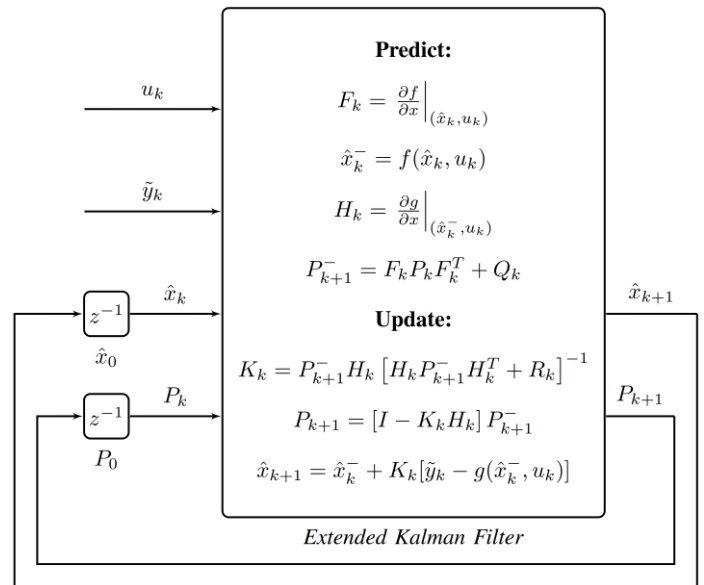 Predict:
u_k
F_k = ∂f/∂x |_(x̂_k, u_k)
x̂_k^- = f(x̂_k, u_k)
ỹ_k
H_k = ∂g/∂x |_(x̂_k^-, u_k)
P_{k+1}^- = F_k P_k F_k^T + Q_k
z^{-1}
x̂_k
x̂_{k+1}
x̂_0
Update:
K_k = P_{k+1}^- H_k [H_k P_{k+1}^- H_k^T + R_k]^{-1}
z^{-1}
P_k
P_{k+1}
P_0
P_{k+1} = [I − K_k H_k] P_{k+1}^-
x̂_{k+1} = x̂_k^- + K_k[ỹ_k − g(x̂_k^-, u_k)]
Extended Kalman Filter